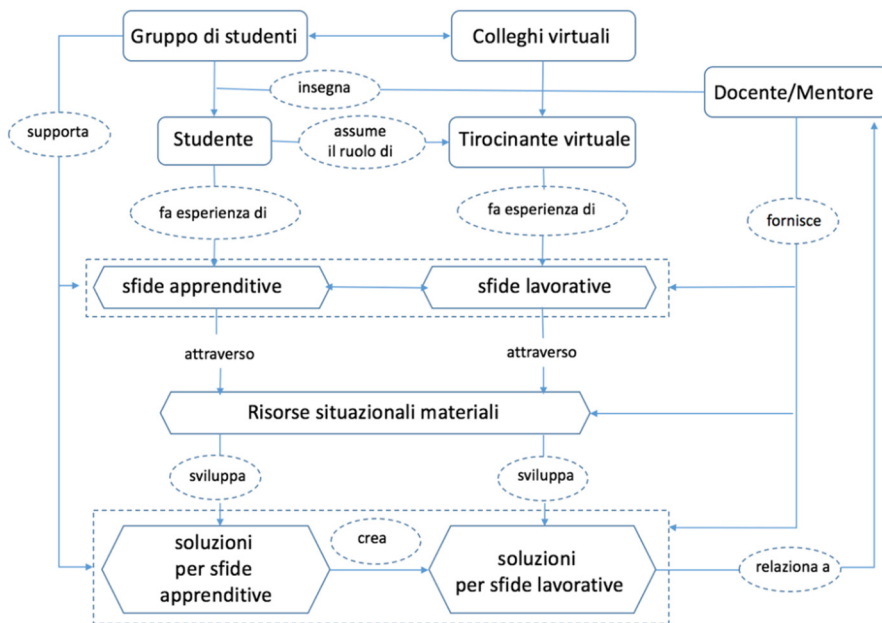 Gruppo di studenti
Colleghi virtuali
insegna
Docente/Mentore
supporta
Studente
assume
il ruolo di
Tirocinante virtuale
fa esperienza di
fa esperienza di
fornisce
sfide apprenditive
sfide lavorative
attraverso
attraverso
Risorse situazionali materiali
sviluppa
sviluppa
soluzioni
per sfide
apprenditive
crea
soluzioni
per sfide lavorative
relaziona a